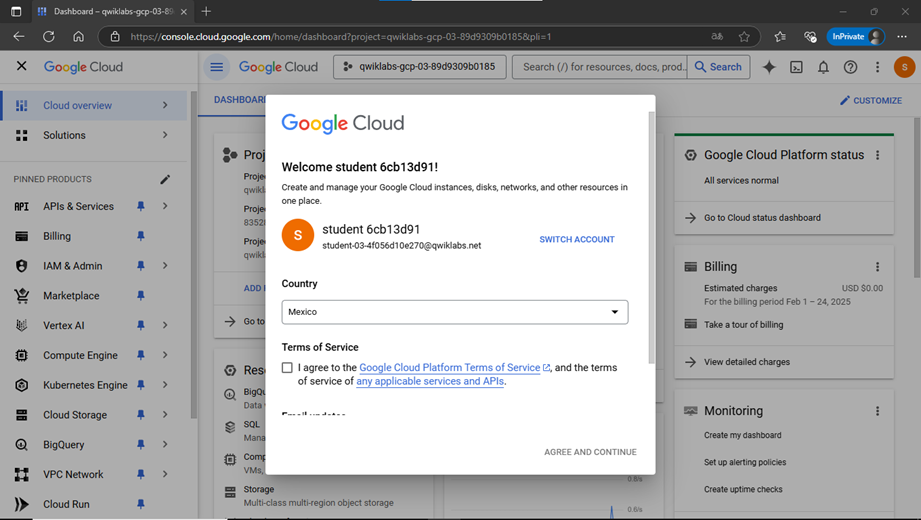 Dashboard – qwiklabs-gcp-03-89
https://console.cloud.google.com/home/dashboard?project=qwiklabs-gcp-03-89d9309b0185&pli=1
InPrivate
Google Cloud
Google Cloud
qwiklabs-gcp-03-89d9309b0185
Search (/) for resources, docs, prod...
Search
S
Cloud overview
Solutions
PINNED PRODUCTS
APIs & Services
Billing
IAM & Admin
Marketplace
Vertex AI
Compute Engine
Kubernetes Engine
Cloud Storage
BigQuery
VPC Network
Cloud Run
DASHBOARD
CUSTOMIZE
Google Cloud
Welcome student 6cb13d91!
Create and manage your Google Cloud instances, disks, networks, and other resources in
one place.
S
student 6cb13d91
student-03-4f056d10e270@qwiklabs.net
SWITCH ACCOUNT
Country
Mexico
Terms of Service
I agree to the Google Cloud Platform Terms of Service, and the terms
of service of any applicable services and APIs.
Email updates
AGREE AND CONTINUE
Proj
Projec
qwikla
Projec
83528
Projec
qwikla
ADD
Go to
Reso
BigQu
Data
SQL
Mana
Comp
VMs,
Storage
Multi-class multi-region object storage
0.8/s
0.6/s
Google Cloud Platform status
All services normal
Go to Cloud status dashboard
Billing
Estimated charges USD $0.00
For the billing period Feb 1 – 24, 2025
Take a tour of billing
View detailed charges
Monitoring
Create my dashboard
Set up alerting policies
Create uptime checks